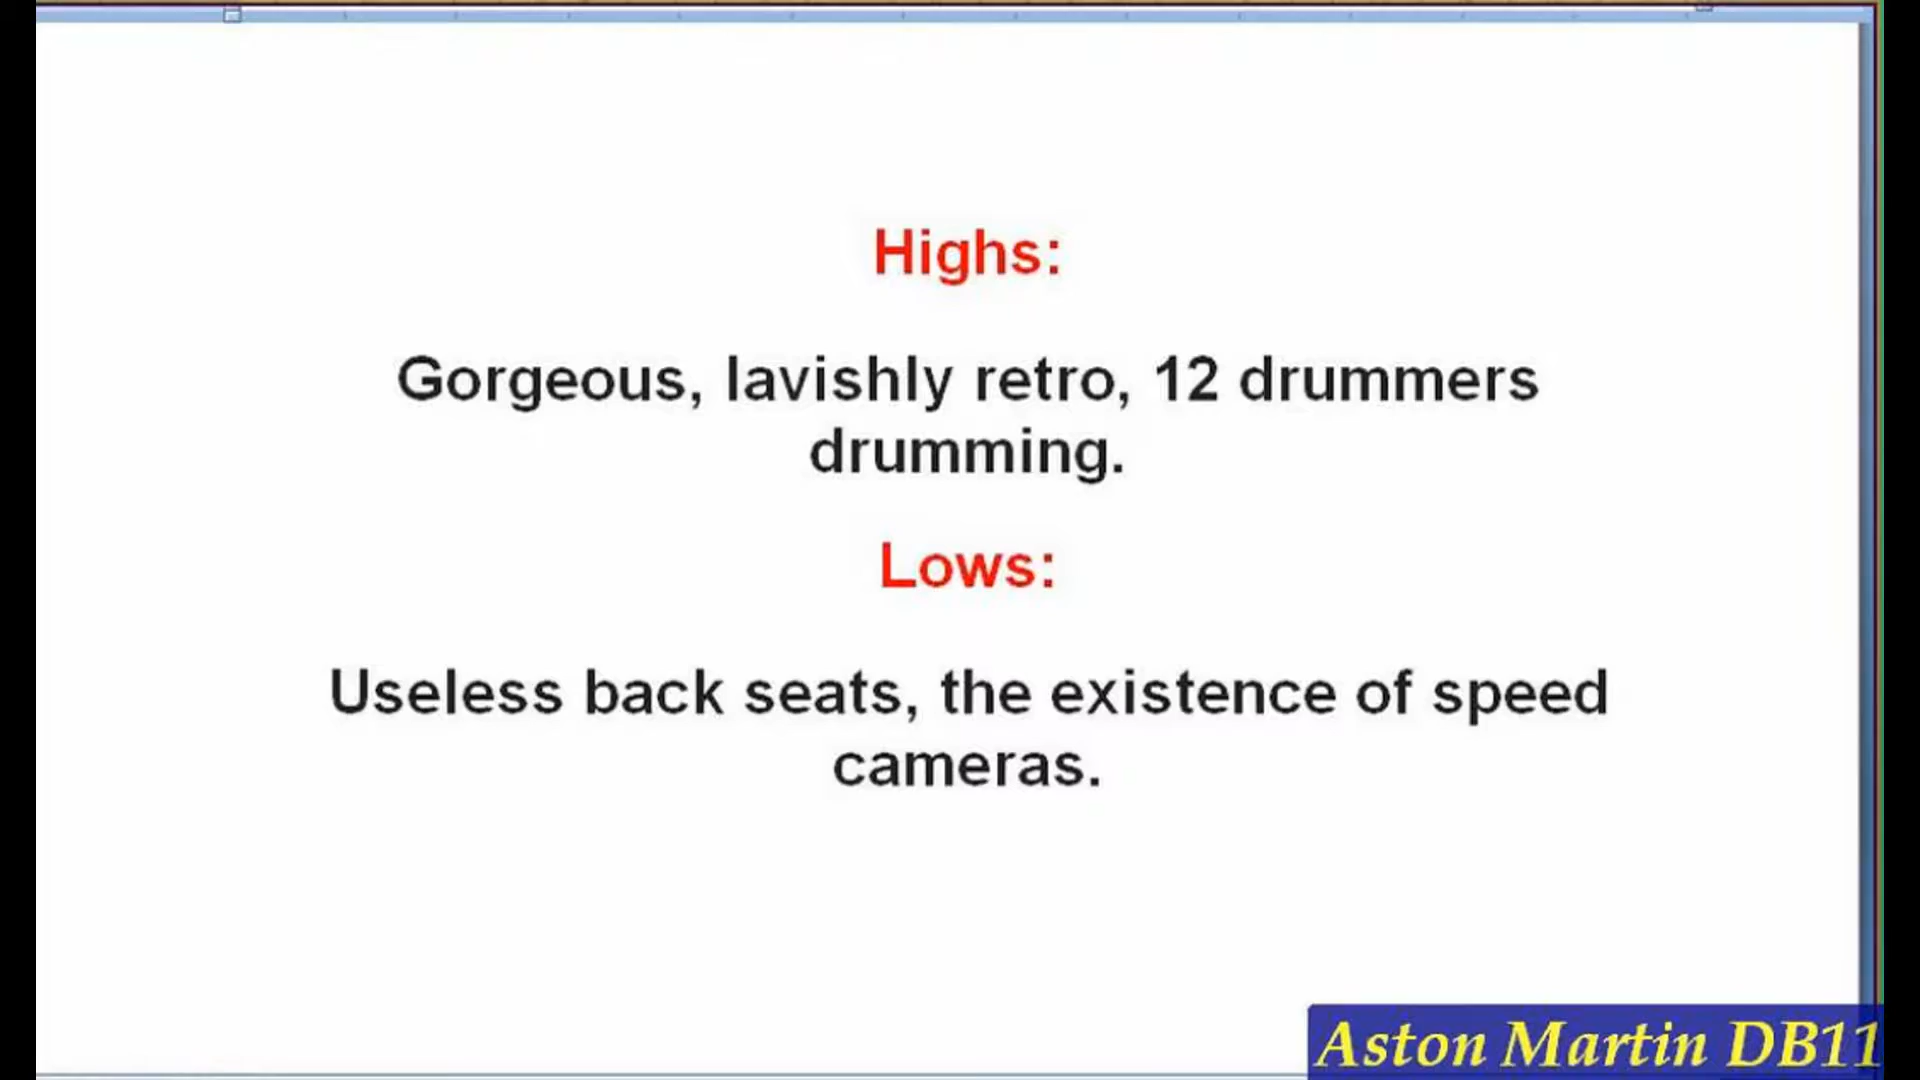 Highs:
Gorgeous, lavishly retro, 12 drummers
drumming.
Lows:
Useless back seats, the existence of speed
cameras.
Aston Martin DB11